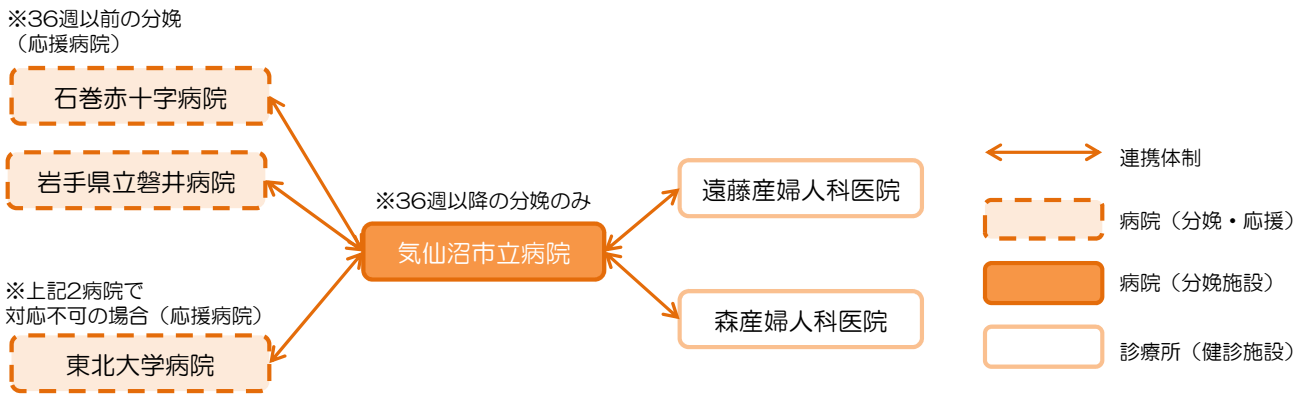 ※36週以前の分娩
（応援病院）
石巻赤十字病院
岩手県立磐井病院
※上記2病院で
対応不可の場合（応援病院）
東北大学病院
※36週以降の分娩のみ
気仙沼市立病院
遠藤産婦人科医院
森産婦人科医院
連携体制
病院（分娩・応援）
病院（分娩施設）
診療所（健診施設）